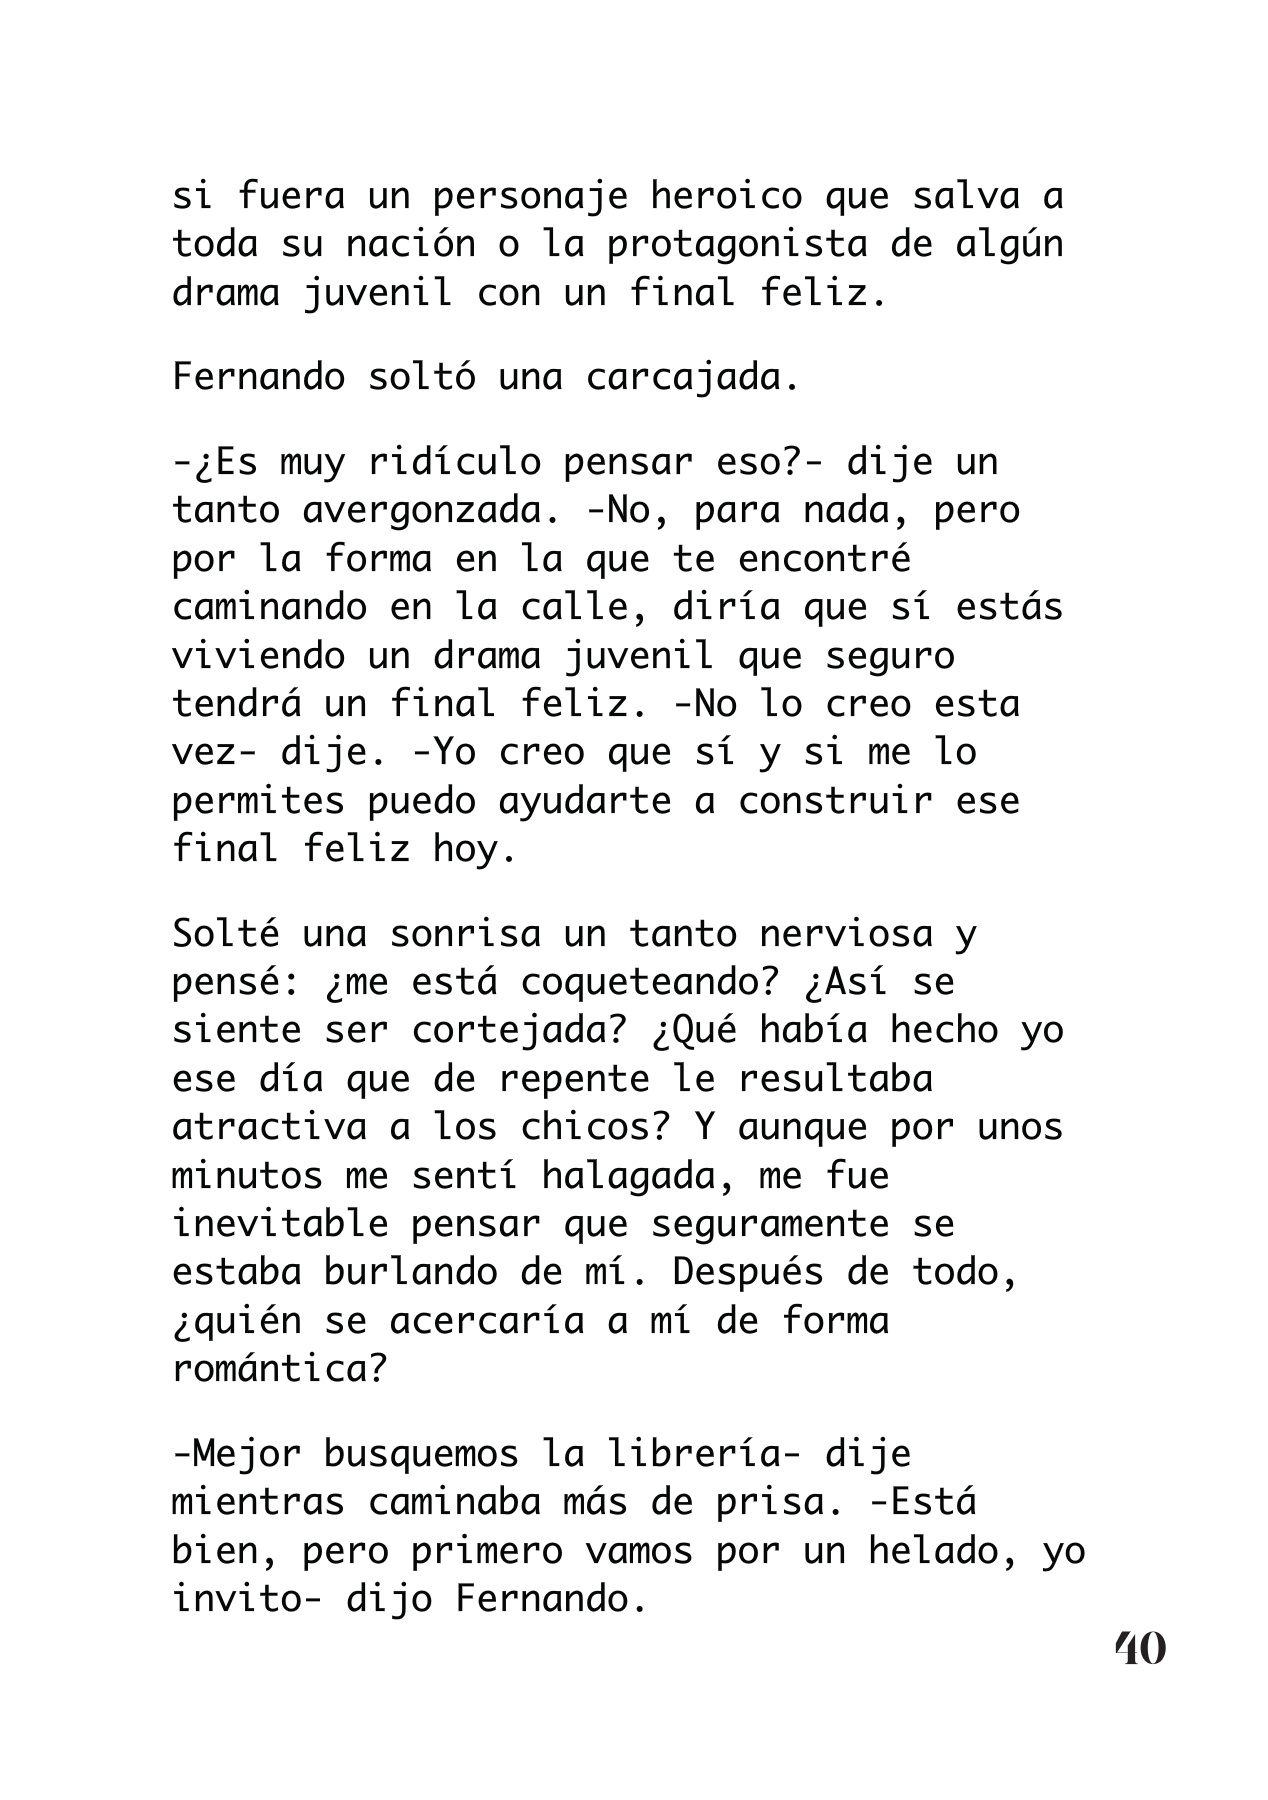 si fuera un personaje heroico que salva a
toda su nación o la protagonista de algún
drama juvenil con un final feliz.
Fernando soltó una carcajada.
-¿Es muy ridículo pensar eso?- dije un
tanto avergonzada. -No, para nada, pero
por la forma en la que te encontré
caminando en la calle, diría que sí estás
viviendo un drama juvenil que seguro
tendrá un final feliz. -No lo creo esta
vez- dije. -Yo creo que sí y si me lo
permites puedo ayudarte a construir ese
final feliz hoy.
Solté una sonrisa un tanto nerviosa y
pensé: ¿me está coqueteando? ¿Así se
siente ser cortejada? ¿Qué había hecho yo
ese día que de repente le resultaba
atractiva a los chicos? Y aunque por unos
minutos me sentí halagada, me fue
inevitable pensar que seguramente se
estaba burlando de mí. Después de todo,
¿quién se acercaría a mí de forma
romántica?
-Mejor busquemos la librería- dije
mientras caminaba más de prisa. -Está
bien, pero primero vamos por un helado, yo
invito- dijo Fernando.
40